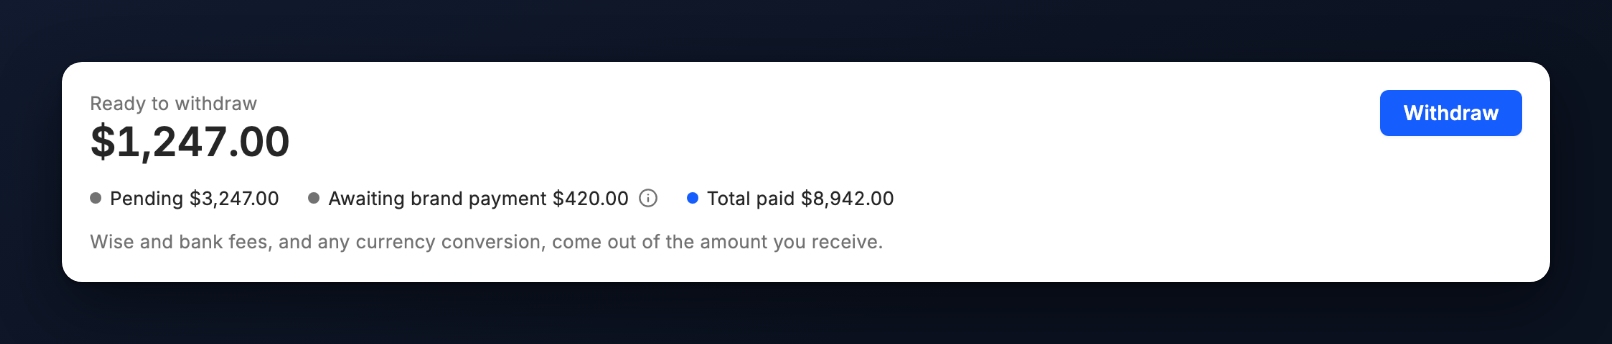 Ready to withdraw
$1,247.00
Withdraw
Pending $3,247.00
Awaiting brand payment $420.00
Total paid $8,942.00
Wise and bank fees, and any currency conversion, come out of the amount you receive.